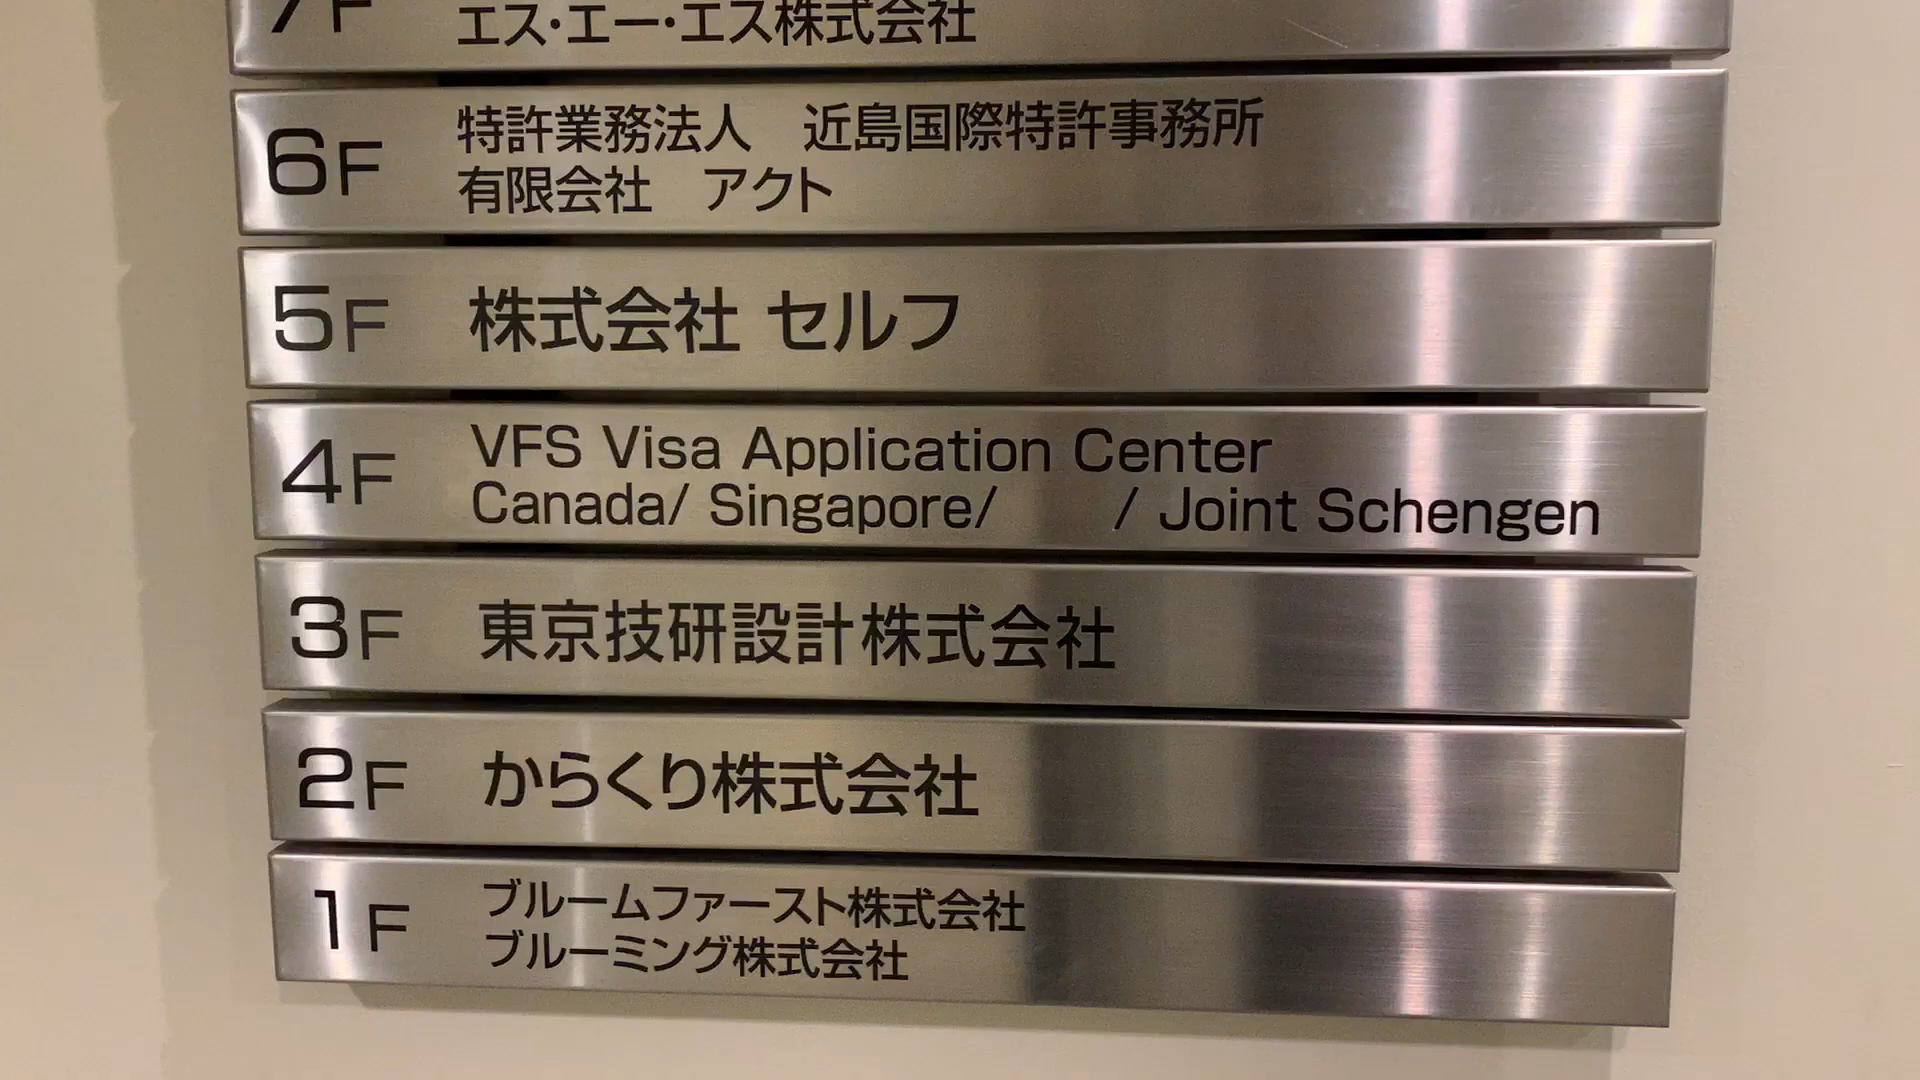 7F エス・エー・エス株式会社
6F 特許業務法人　近島国際特許事務所
有限会社　アクト
5F 株式会社 セルフ
4F VFS Visa Application Center
Canada/ Singapore/ / Joint Schengen
3F 東京技研設計株式会社
2F からくり株式会社
1F ブルームファースト株式会社
ブルーミング株式会社